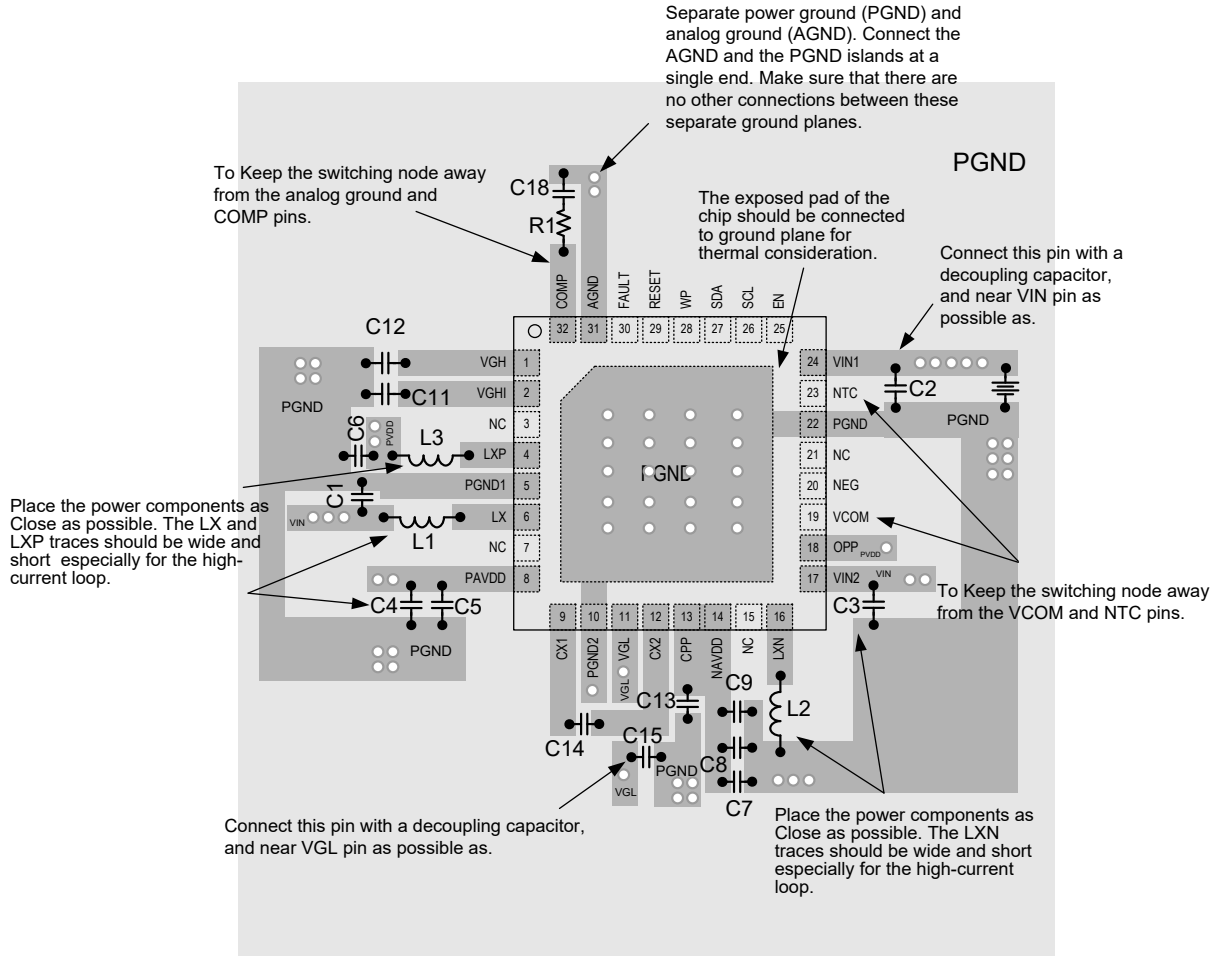 Separate power ground (PGND) and
analog ground (AGND). Connect the
AGND and the PGND islands at a
single end. Make sure that there are
no other connections between these
separate ground planes.
PGND
To Keep the switching node away
from the analog ground and
COMP pins.
C18
R1
The exposed pad of the
chip should be connected
to ground plane for
thermal consideration.
Connect this pin with a
decoupling capacitor,
and near VIN pin as
possible as.
COMP
AGND
FAULT
RESET
WP
SDA
SCL
EN
32
31
30
29
28
27
26
25
C12
VGH
1
24
VIN1
C11
VGHI
2
23
NTC
C2
PGND
NC
3
22
PGND
PGND
C6
PVDD
L3
LXP
4
21
NC
PGND1
5
20
NEG
PGND
C1
VIN
L1
LX
6
19
VCOM
NC
7
18
OPP
PVDD
PAVDD
8
17
VIN2
VIN
C4
C5
C3
PGND
Place the power components as
Close as possible. The LX and
LXP traces should be wide and
short especially for the high-
current loop.
To Keep the switching node away
from the VCOM and NTC pins.
9
10
11
12
13
14
15
16
CX1
PGND2
VGL
CX2
CPP
NAVDD
NC
LXN
VGL
C13
C9
L2
C14
C15
PGND
C8
VGL
C7
Connect this pin with a decoupling capacitor,
and near VGL pin as possible as.
Place the power components as
Close as possible. The LXN
traces should be wide and short
especially for the high-current
loop.